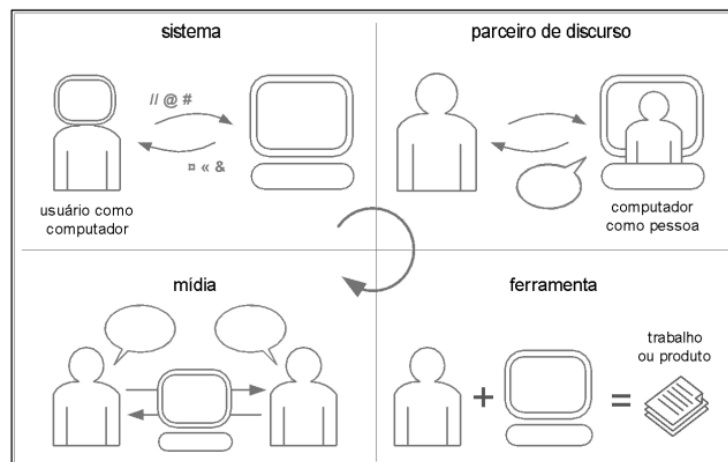 sistema
parceiro de discurso
// @ #
¤ « &
usuário como
computador
computador
como pessoa
mídia
ferramenta
trabalho
ou produto
+
=